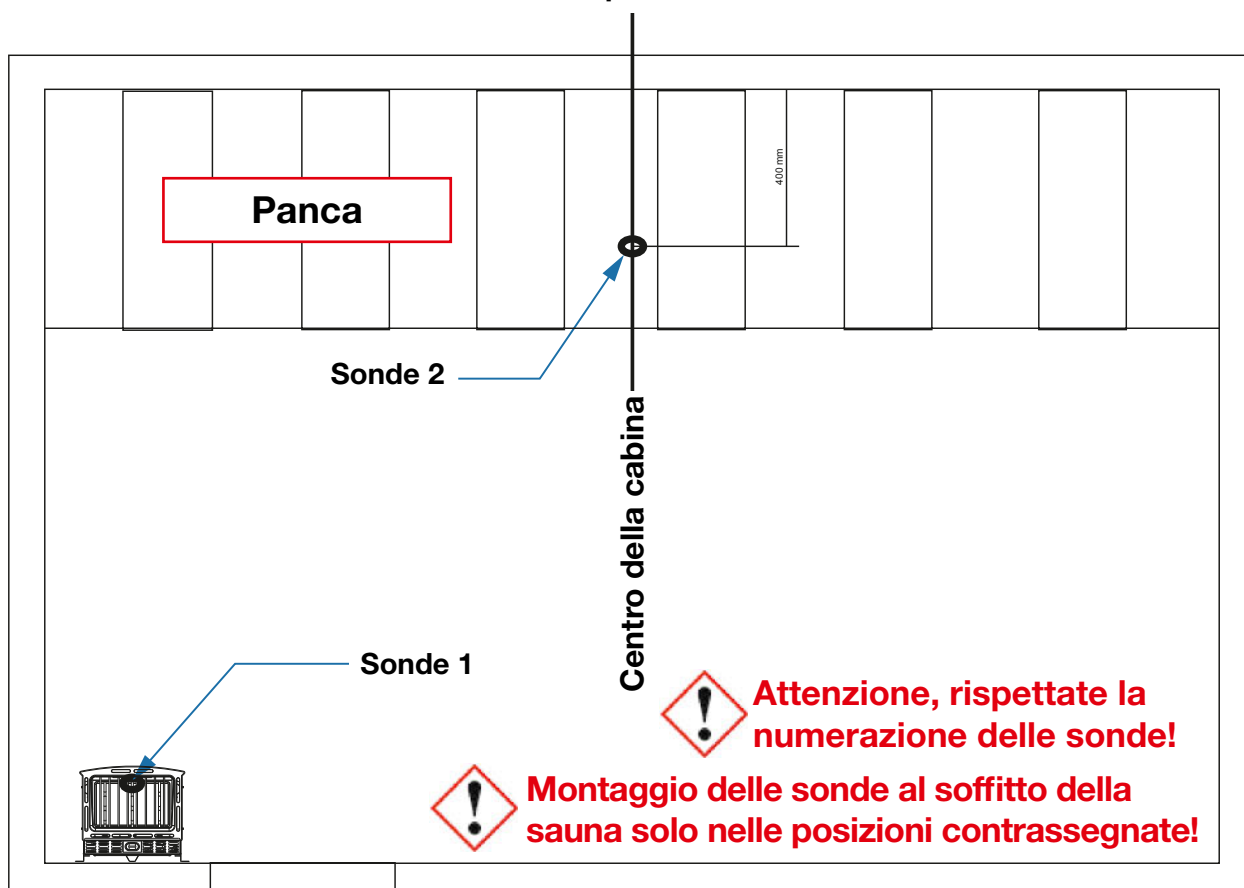 Panca
400 mm
Sonde 2
Centro della cabina
Sonde 1
Attenzione, rispettate la
numerazione delle sonde!
Montaggio delle sonde al soffitto della
sauna solo nelle posizioni contrassegnate!